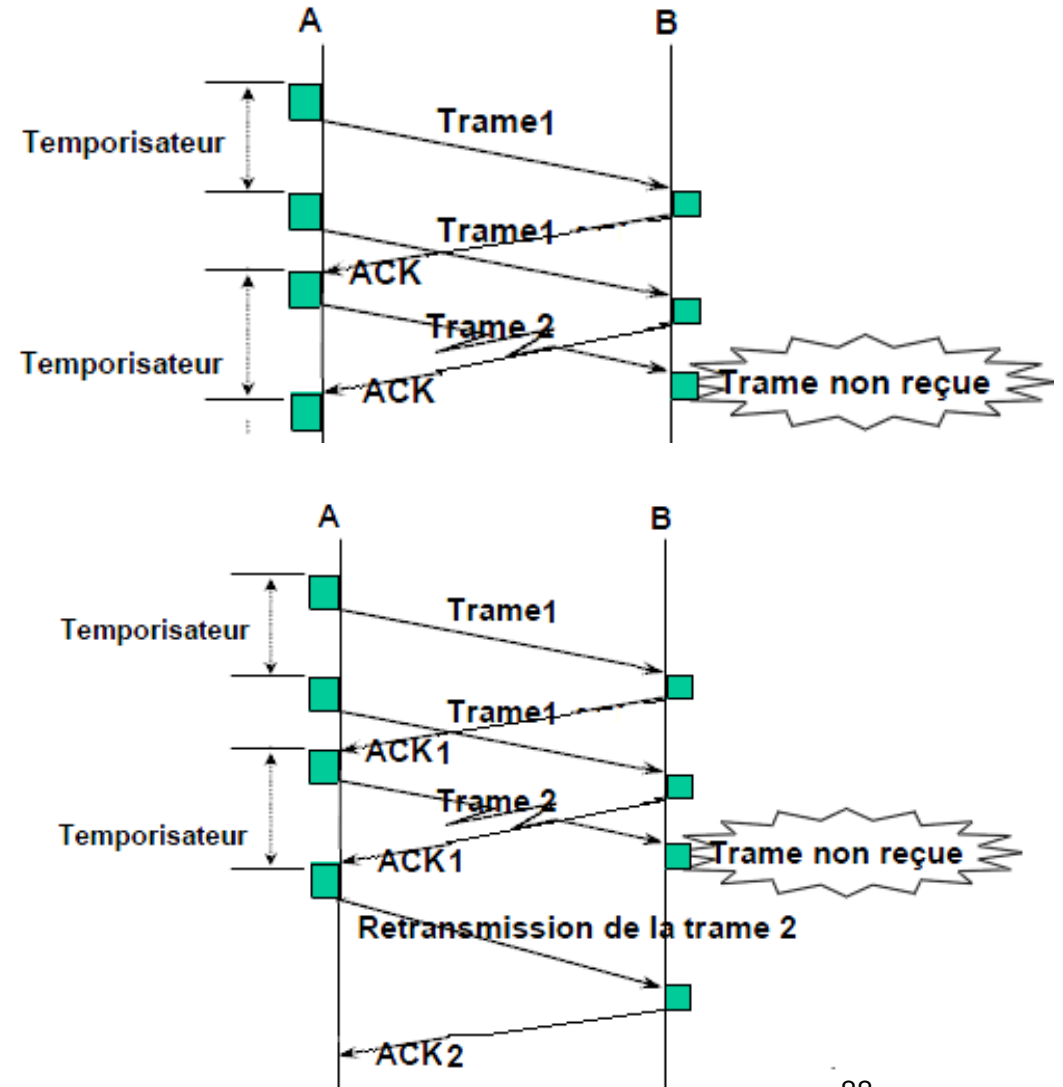 A B
Trame1
Temporisateur
Trame1
ACK
Trame 2
Temporisateur
Trame non reçue
ACK
A B
Trame1
Temporisateur
Trame1
ACK1
Trame 2
Temporisateur
Trame non reçue
ACK1
Retransmission de la trame 2
ACK2